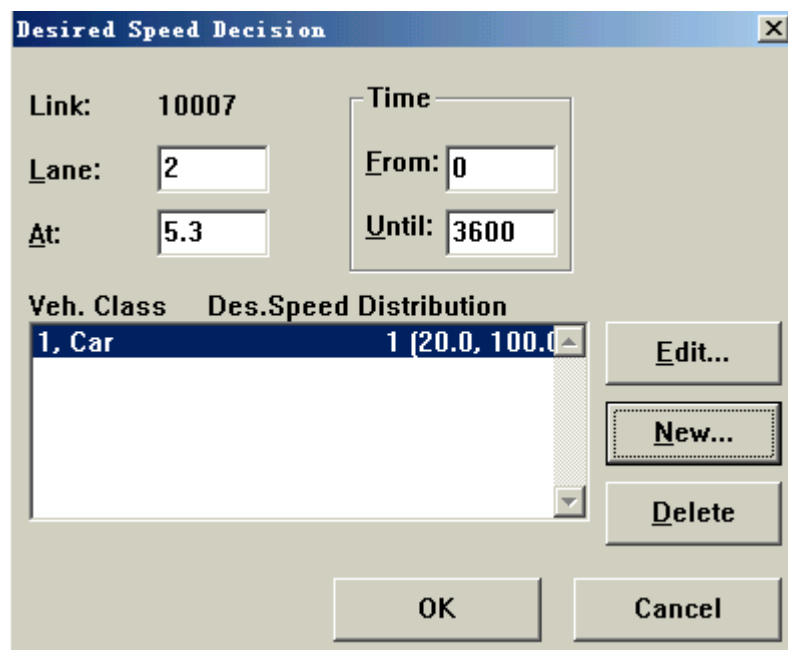 Desired Speed Decision
Link: 10007
Lane: 2
At: 5.3
Time
From: 0
Until: 3600
Veh. Class Des.Speed Distribution
1, Car 1 (20.0, 100.0
Edit...
New...
Delete
OK Cancel